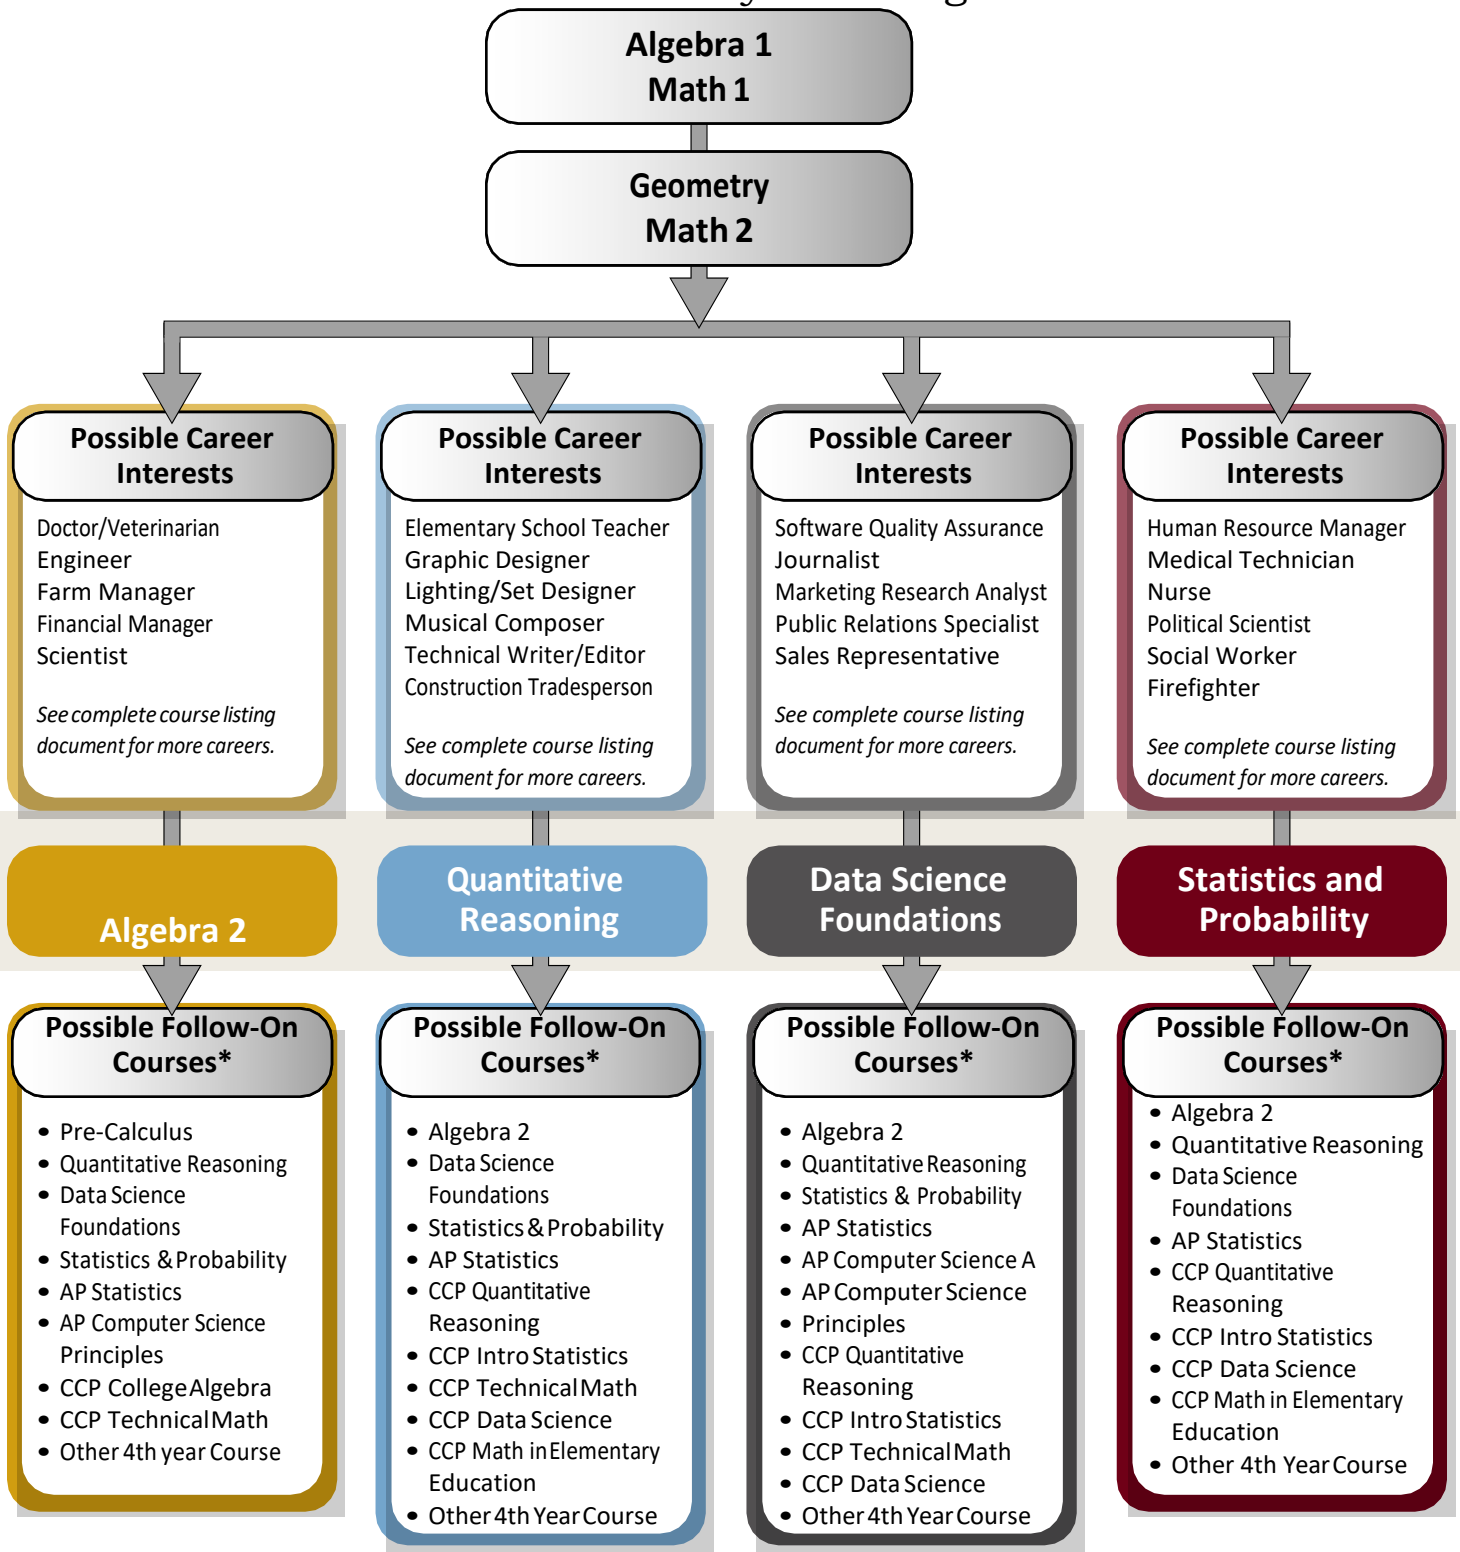 Algebra 1
Math 1
Geometry
Math 2
Possible Career
Interests
Doctor/Veterinarian
Engineer
Farm Manager
Financial Manager
Scientist
See complete course listing
document for more careers.
Possible Career
Interests
Elementary School Teacher
Graphic Designer
Lighting/Set Designer
Musical Composer
Technical Writer/Editor
Construction Tradesperson
See complete course listing
document for more careers.
Possible Career
Interests
Software Quality Assurance
Journalist
Marketing Research Analyst
Public Relations Specialist
Sales Representative
See complete course listing
document for more careers.
Possible Career
Interests
Human Resource Manager
Medical Technician
Nurse
Political Scientist
Social Worker
Firefighter
See complete course listing
document for more careers.
Algebra 2
Quantitative
Reasoning
Data Science
Foundations
Statistics and
Probability
Possible Follow-On
Courses*
• Pre-Calculus
• Quantitative Reasoning
• Data Science
Foundations
• Statistics & Probability
• AP Statistics
• AP Computer Science
Principles
• CCP College Algebra
• CCP Technical Math
• Other 4th year Course
Possible Follow-On
Courses*
• Algebra 2
• Data Science
Foundations
• Statistics & Probability
• AP Statistics
• CCP Quantitative
Reasoning
• CCP Intro Statistics
• CCP Technical Math
• CCP Data Science
• CCP Math in Elementary
Education
• Other 4th Year Course
Possible Follow-On
Courses*
• Algebra 2
• Quantitative Reasoning
• Statistics & Probability
• AP Statistics
• AP Computer Science A
• AP Computer Science
• Principles
• CCP Quantitative
Reasoning
• CCP Intro Statistics
• CCP Technical Math
• CCP Data Science
• Other 4th Year Course
Possible Follow-On
Courses*
• Algebra 2
• Quantitative Reasoning
• Data Science
Foundations
• AP Statistics
• CCP Quantitative
Reasoning
• CCP Intro Statistics
• CCP Data Science
• CCP Math in Elementary
Education
• Other 4th Year Course